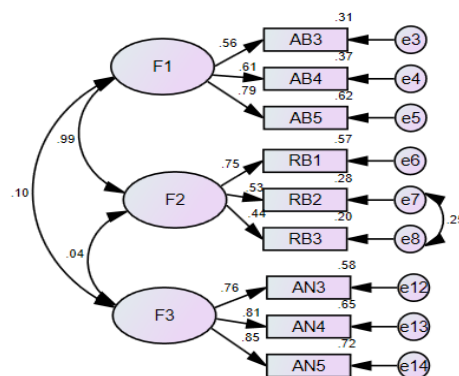 .31
.56 AB3 e3
.37
F1 .61 AB4 e4
.79 .62
AB5 e5
.99
.57
.75 RB1 e6
.10
.28
F2 .53 RB2 e7
.44 .20 .25
RB3 e8
.04
.58
.76 AN3 e12
.65
F3 .81 AN4 e13
.85 .72
AN5 e14